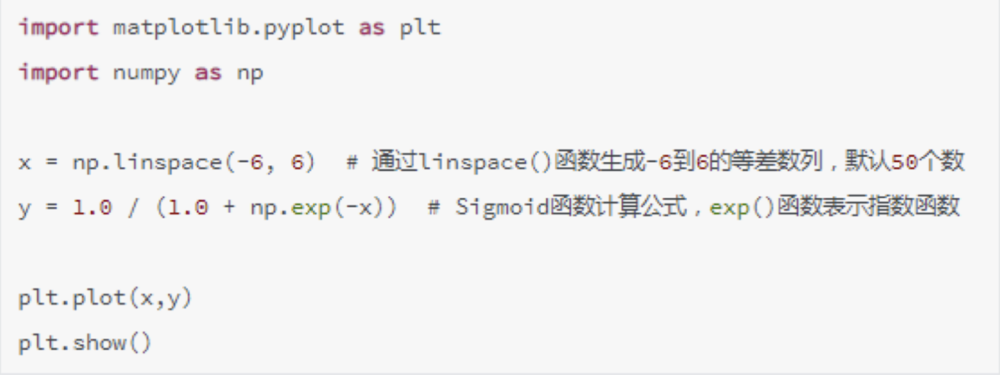 import matplotlib.pyplot as plt
import numpy as np
x = np.linspace(-6, 6)  # 通过linspace()函数生成-6到6的等差数列，默认50个数
y = 1.0 / (1.0 + np.exp(-x))  # Sigmoid函数计算公式，exp()函数表示指数函数
plt.plot(x,y)
plt.show()